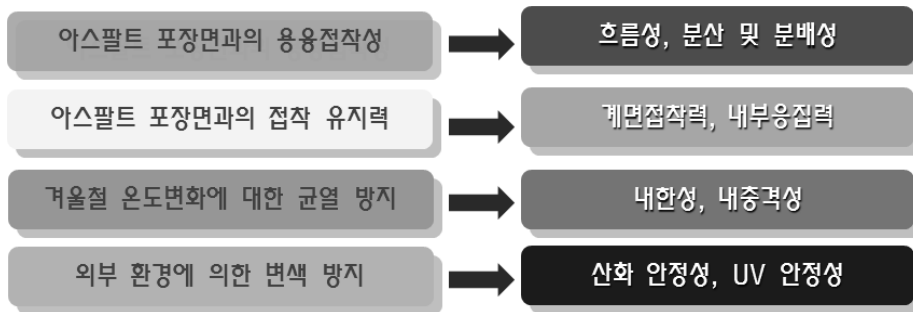 아스팔트 포장면과의 용융접착성
흐름성, 분산 및 분배성
아스팔트 포장면과의 접착 유지력
계면접착력, 내부응집력
겨울철 온도변화에 대한 균열 방지
내한성, 내충격성
외부 환경에 의한 변색 방지
산화 안정성, UV 안정성